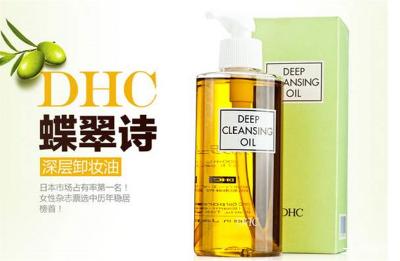 DHC
蝶翠诗
深层卸妆油
日本市场占有率第一名！
女性杂志票选中历年稳居
榜首！
DEEP
CLEANSING
OIL
DHC
DEEP
CLEANSING
OIL
DHC